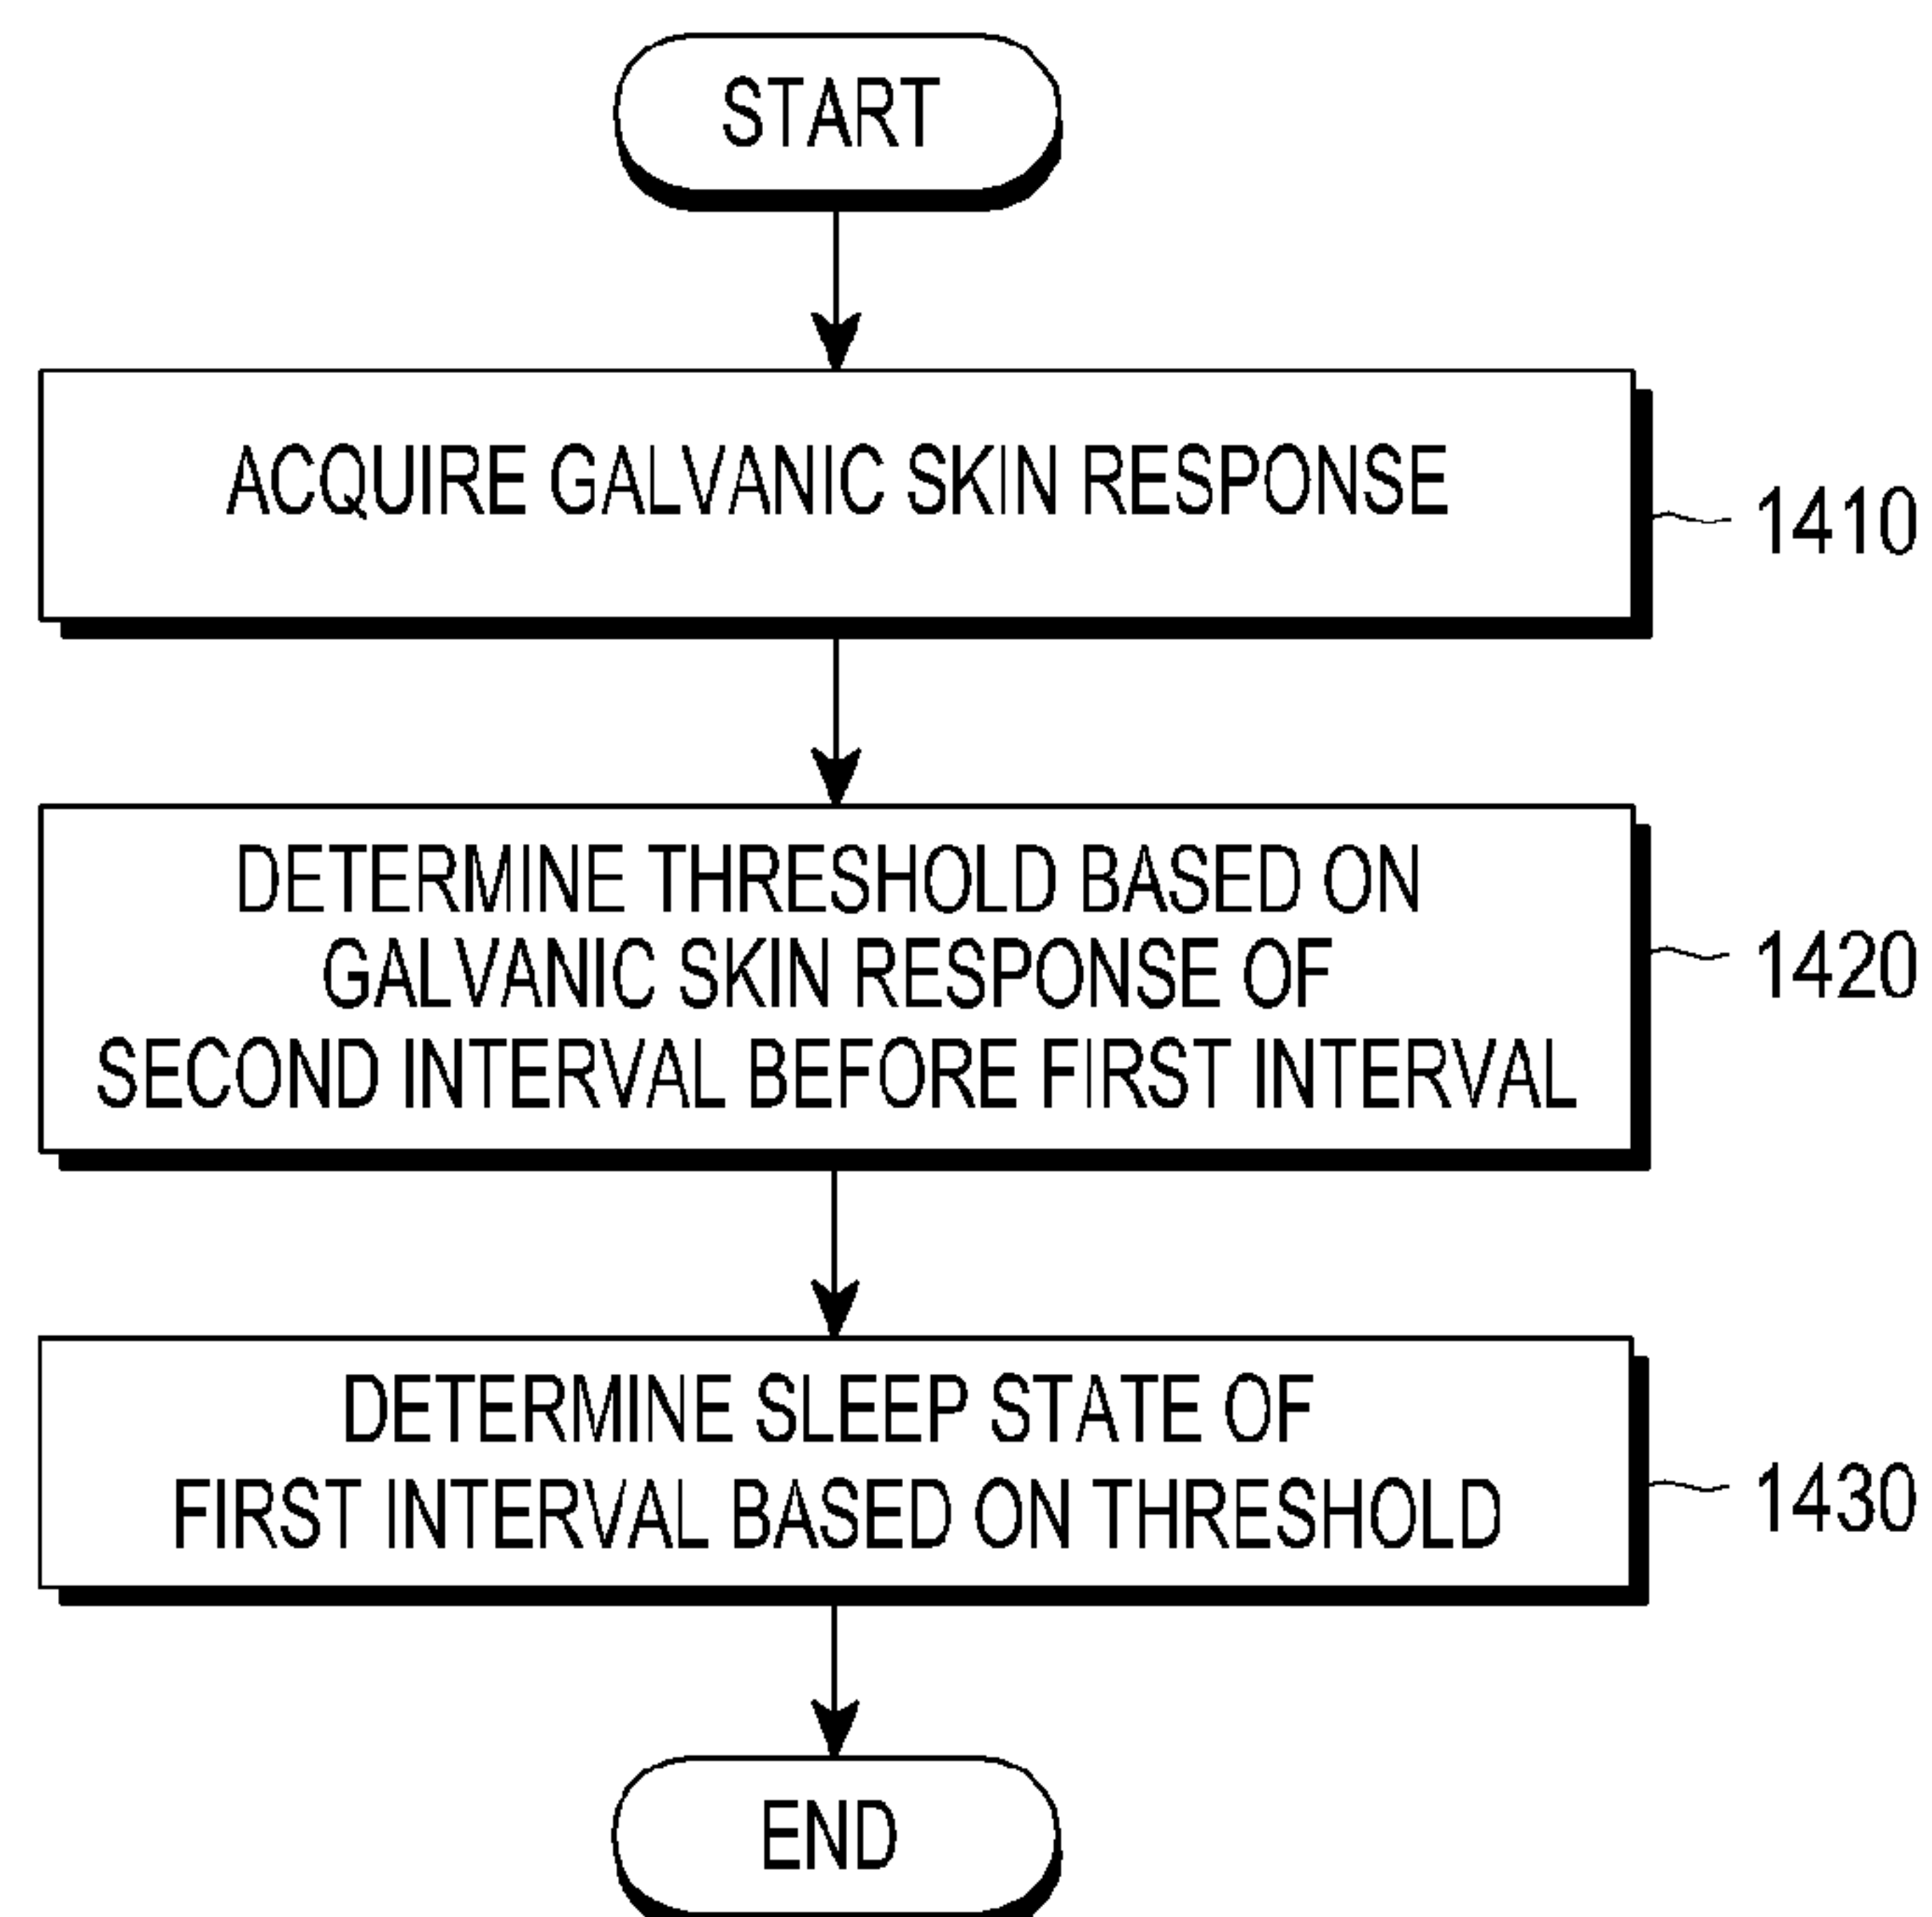 START
ACQUIRE GALVANIC SKIN RESPONSE
1410
DETERMINE THRESHOLD BASED ON
GALVANIC SKIN RESPONSE OF
SECOND INTERVAL BEFORE FIRST INTERVAL
1420
DETERMINE SLEEP STATE OF
FIRST INTERVAL BASED ON THRESHOLD
1430
END